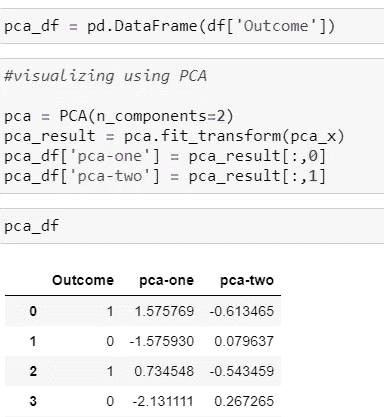 pca_df = pd.DataFrame(df['Outcome'])
#visualizing using PCA
pca = PCA(n_components=2)
pca_result = pca.fit_transform(pca_x)
pca_df['pca-one'] = pca_result[:,0]
pca_df['pca-two'] = pca_result[:,1]
pca_df
Outcome pca-one pca-two
0 1 1.575769 -0.613465
1 0 -1.575930 0.079637
2 1 0.734548 -0.543459
3 0 -2.131111 0.267265